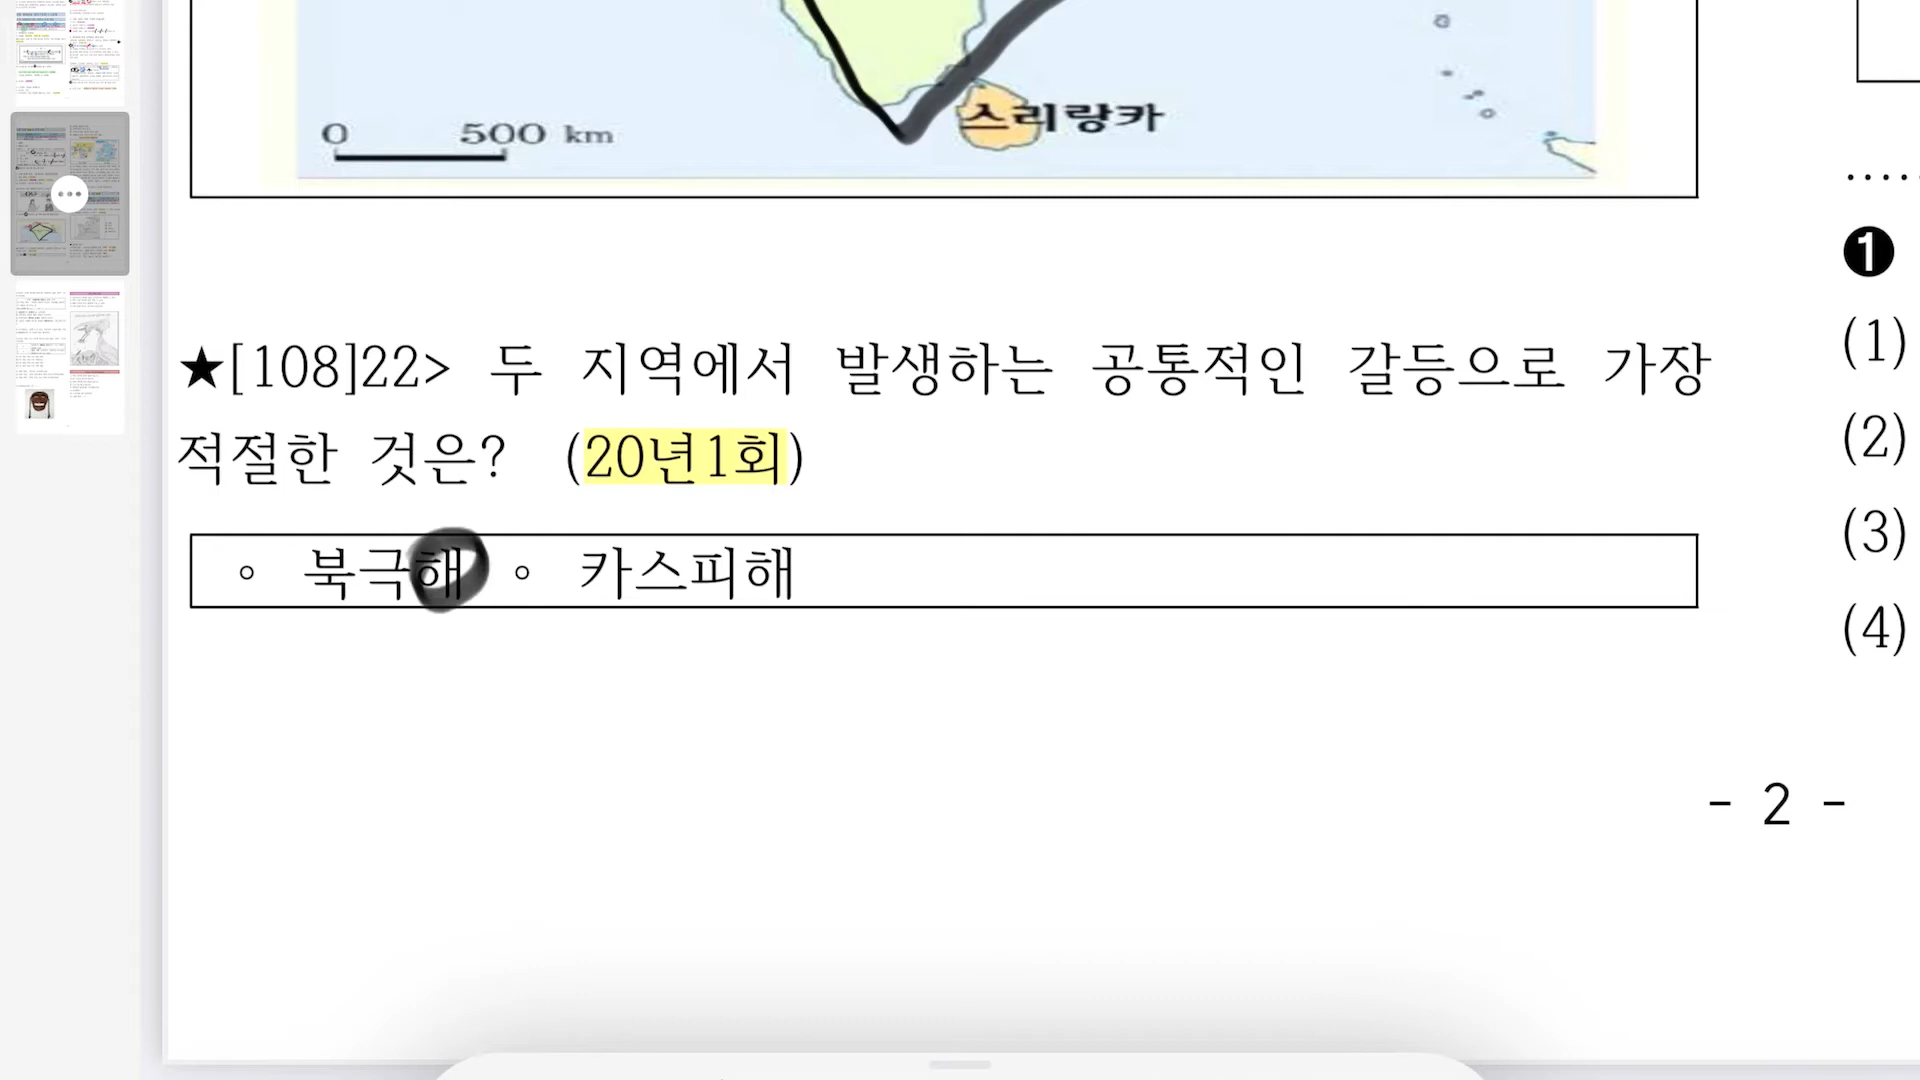 0 500 km
스리랑카
★[108]22> 두 지역에서 발생하는 공통적인 갈등으로 가장
적절한 것은? (20년1회)
◦ 북극해 ◦ 카스피해
- 2 -
❶
(1)
(2)
(3)
(4)